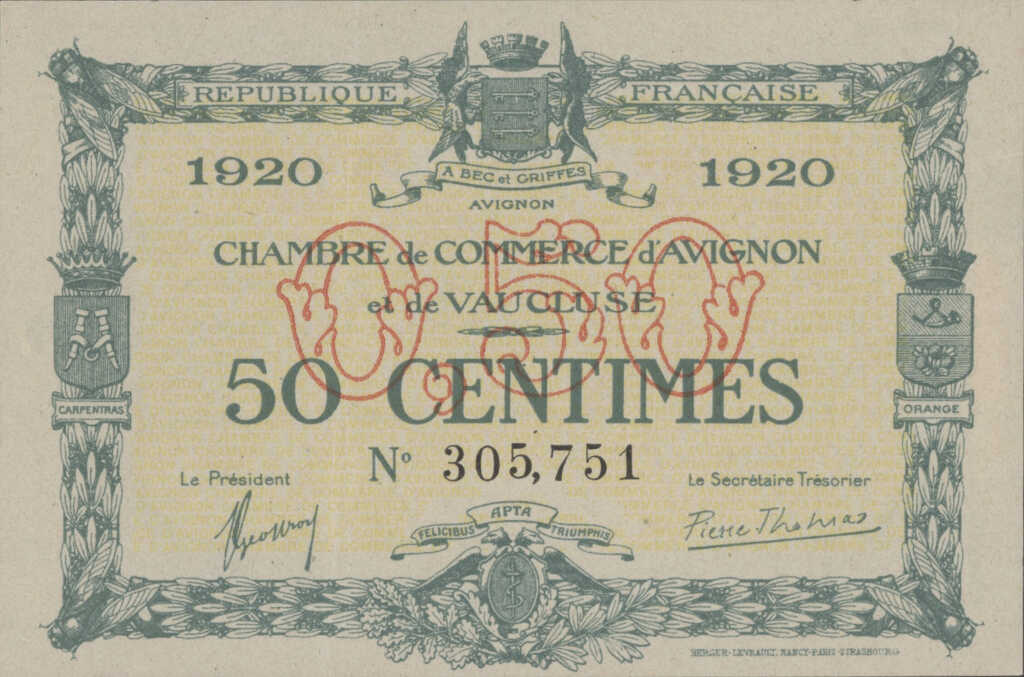 REPUBLIQUE FRANÇAISE
1920 1920
A BEC et GRIFFES
AVIGNON
CHAMBRE de COMMERCE d'AVIGNON
et de VAUCLUSE
0,50
50 CENTIMES
CARPENTRAS
ORANGE
Nº 305,751
Le Président
Le Secrétaire Trésorier
APTA
FELICIBUS TRIUMPHIS
Pierre Thomas
BERGER-LEVRAULT, NANCY-PARIS-STRASBOURG